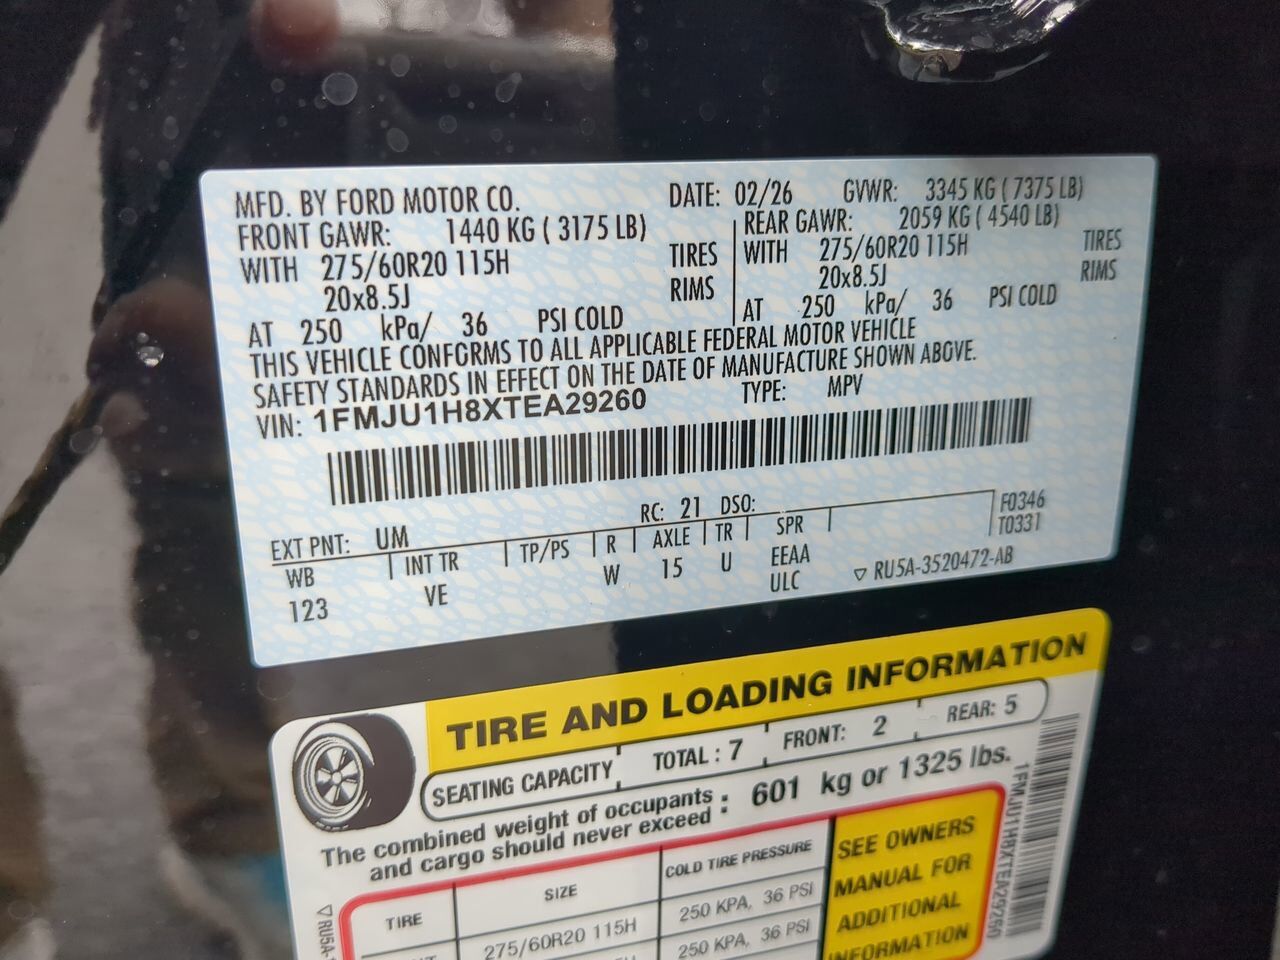 MFD. BY FORD MOTOR CO. DATE: 02/26 GVWR: 3345 KG ( 7375 LB)
FRONT GAWR: 1440 KG ( 3175 LB) REAR GAWR: 2059 KG ( 4540 LB)
WITH 275/60R20 115H TIRES WITH 275/60R20 115H TIRES
20x8.5J RIMS 20x8.5J RIMS
AT 250 kPa/ 36 PSI COLD AT 250 kPa/ 36 PSI COLD
THIS VEHICLE CONFORMS TO ALL APPLICABLE FEDERAL MOTOR VEHICLE
SAFETY STANDARDS IN EFFECT ON THE DATE OF MANUFACTURE SHOWN ABOVE.
VIN: 1FMJU1H8XTEA29260 TYPE: MPV
EXT PNT: UM RC: 21 DSO: F0346
WB INT TR TP/PS R AXLE TR SPR T0331
123 VE W 15 U EEAA
ULC ▽ RU5A-3520472-AB
TIRE AND LOADING INFORMATION
SEATING CAPACITY TOTAL : 7 FRONT: 2 REAR: 5
The combined weight of occupants
and cargo should never exceed : 601 kg or 1325 lbs.
TIRE SIZE COLD TIRE PRESSURE
275/60R20 115H 250 KPA, 36 PSI
250 KPA, 36 PSI
SEE OWNERS
MANUAL FOR
ADDITIONAL
INFORMATION
1FMJU1H8XTEA29260
▽ RU5A-